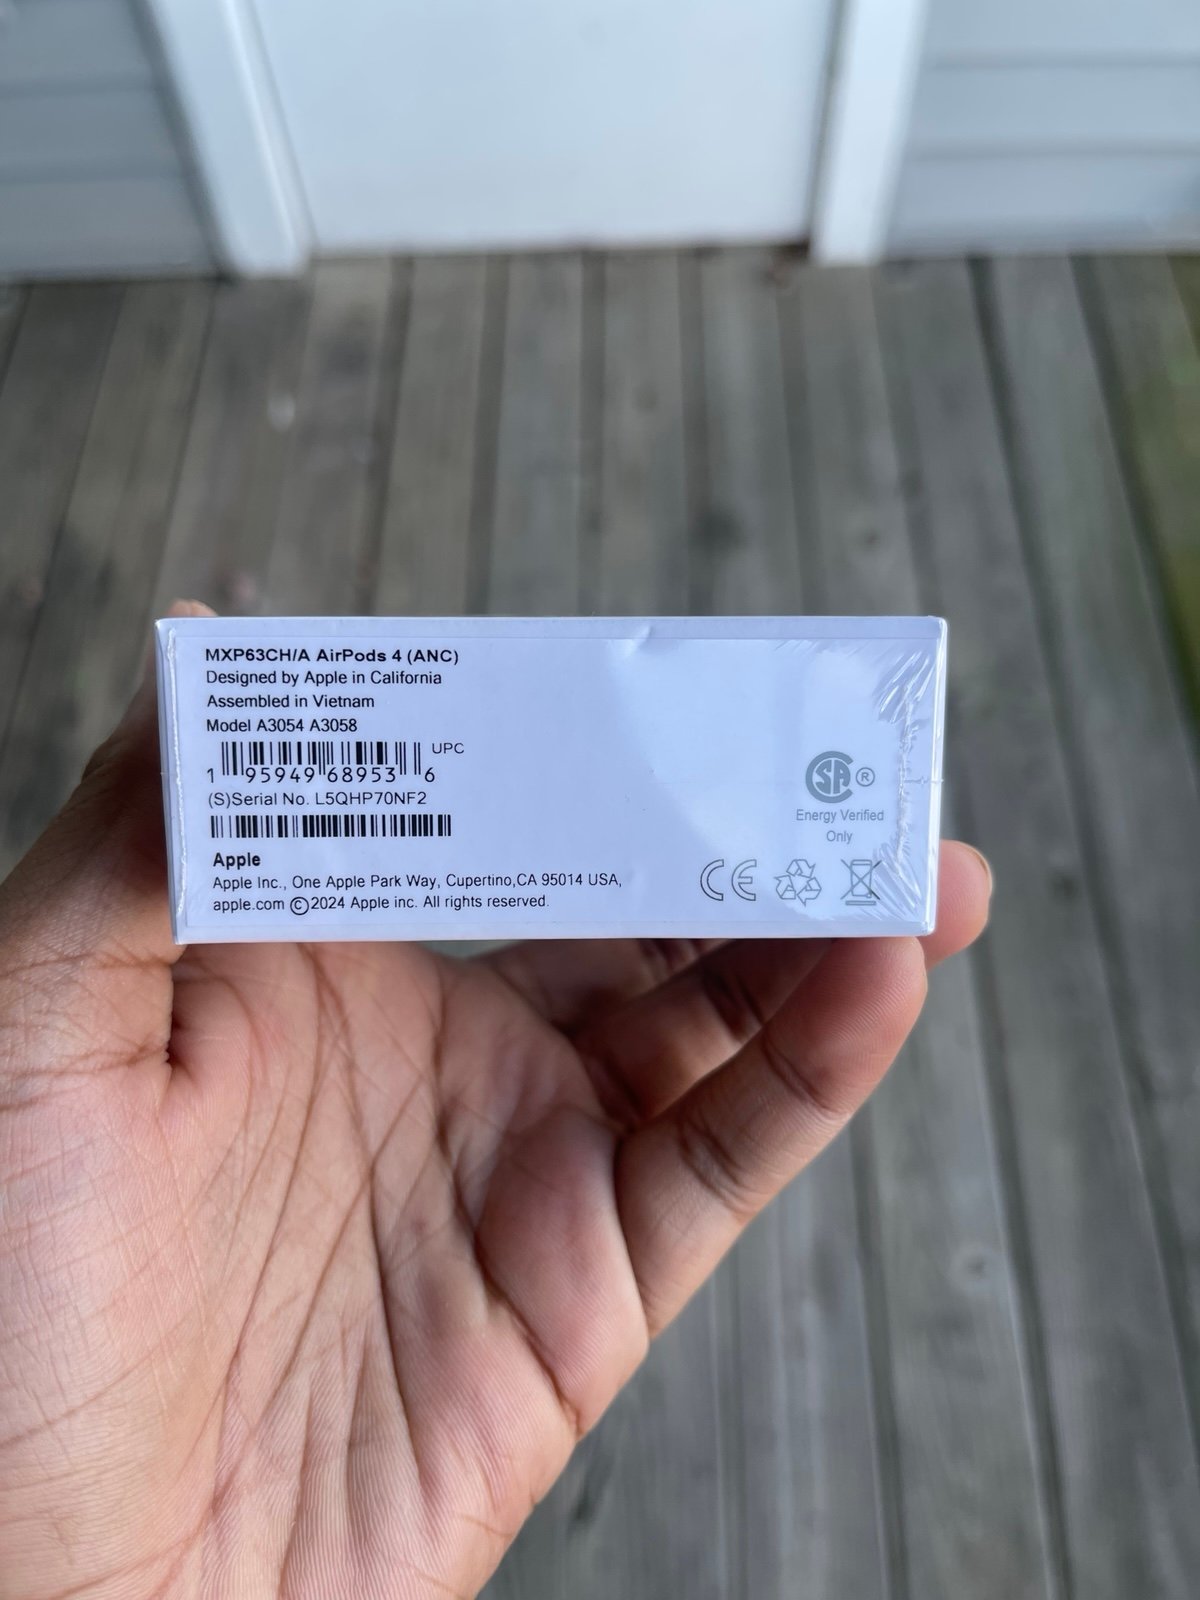 MXP63CH/A AirPods 4 (ANC)
Designed by Apple in California
Assembled in Vietnam
Model A3054 A3058
UPC
1 95949 68953 6
(S)Serial No. L5QHP70NF2
Apple
Apple Inc., One Apple Park Way, Cupertino,CA 95014 USA,
apple.com ©2024 Apple inc. All rights reserved.
SA ®
Energy Verified
Only
CE